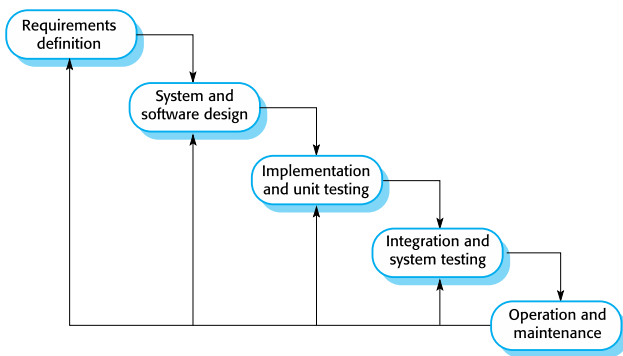 Requirements
definition
System and
software design
Implementation
and unit testing
Integration and
system testing
Operation and
maintenance